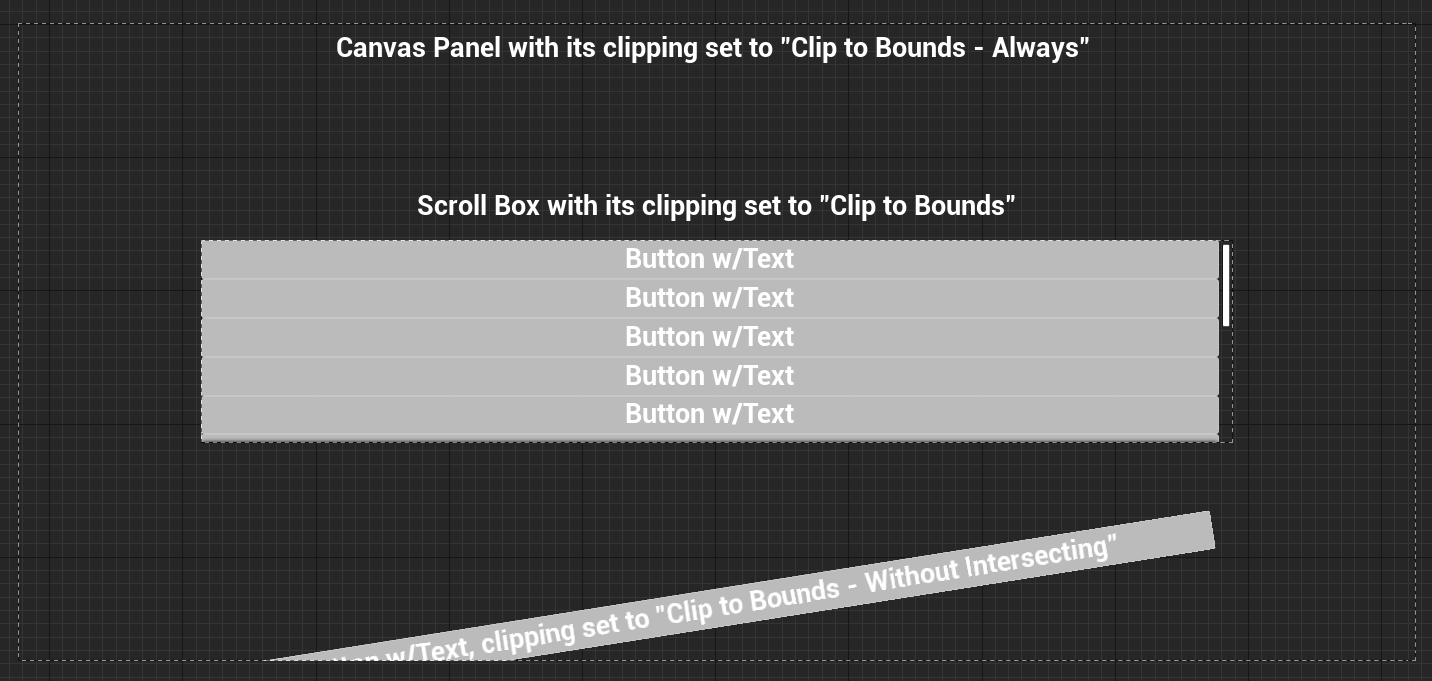 Canvas Panel with its clipping set to "Clip to Bounds - Always"
Scroll Box with its clipping set to "Clip to Bounds"
Button w/Text
Button w/Text
Button w/Text
Button w/Text
Button w/Text
w/Text, clipping set to "Clip to Bounds - Without Intersecting"